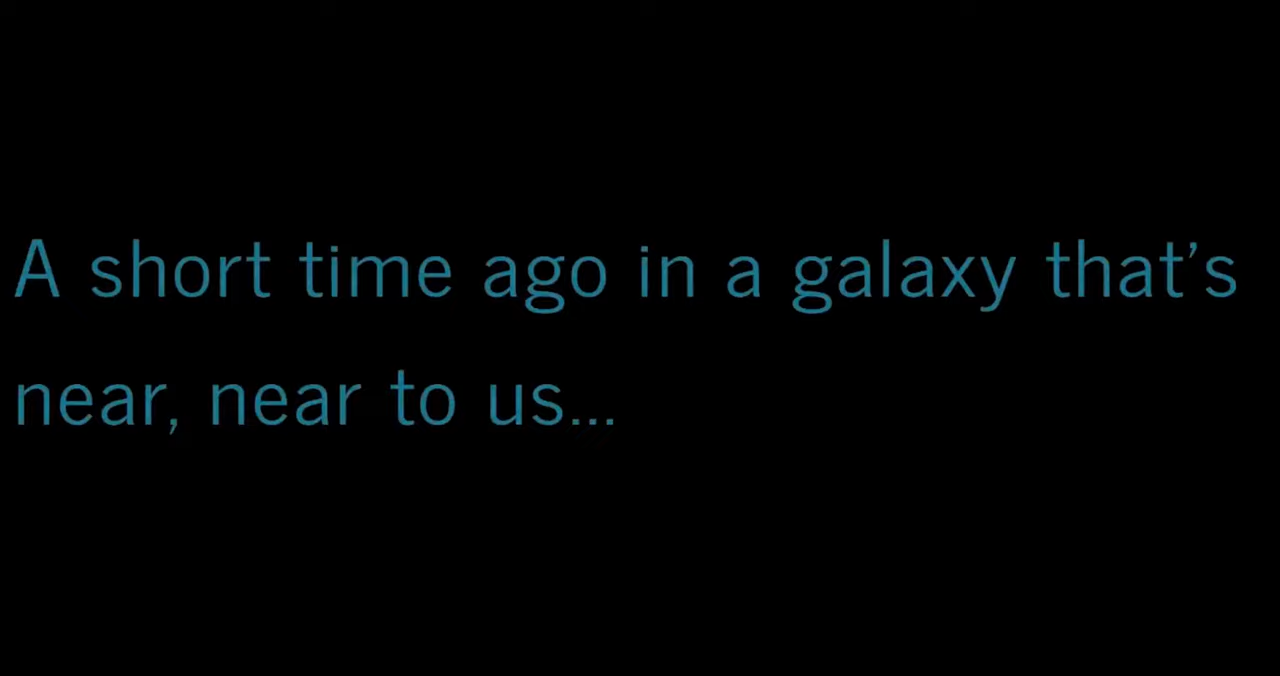 A short time ago in a galaxy that’s
near, near to us...